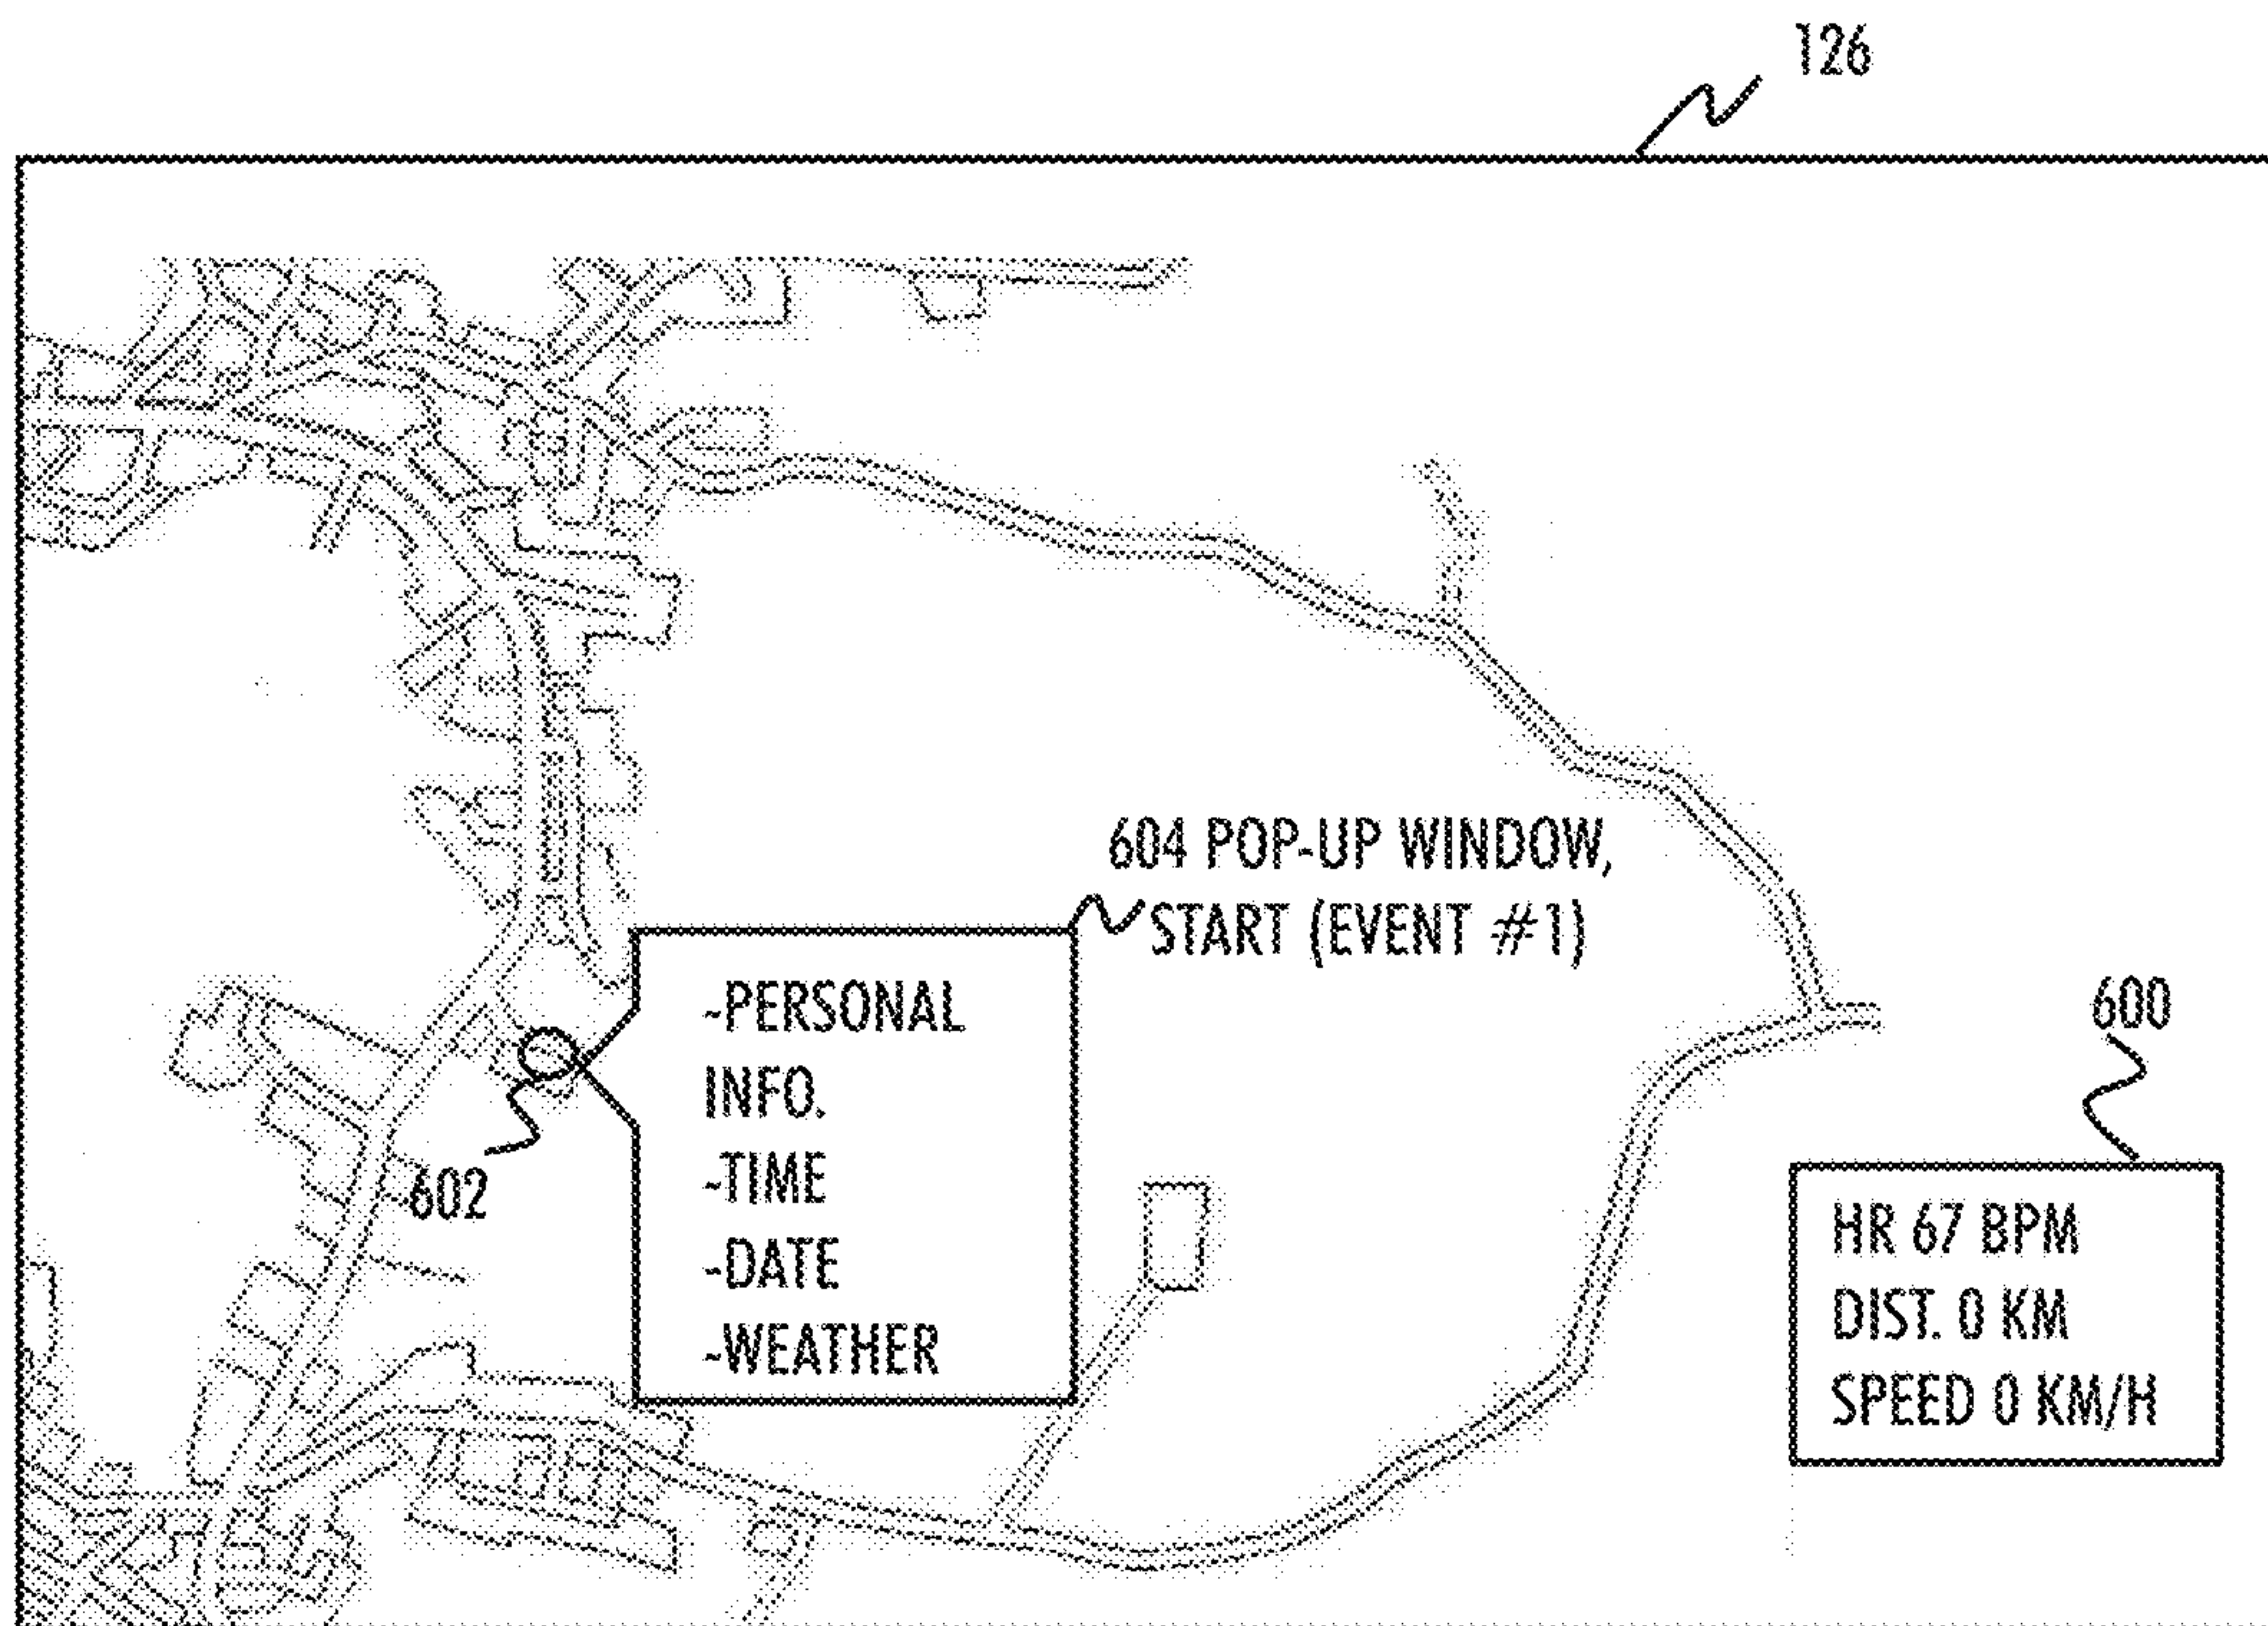 126
604 POP-UP WINDOW,
START (EVENT #1)
-PERSONAL
INFO.
-TIME
-DATE
-WEATHER
602
600
HR 67 BPM
DIST. 0 KM
SPEED 0 KM/H